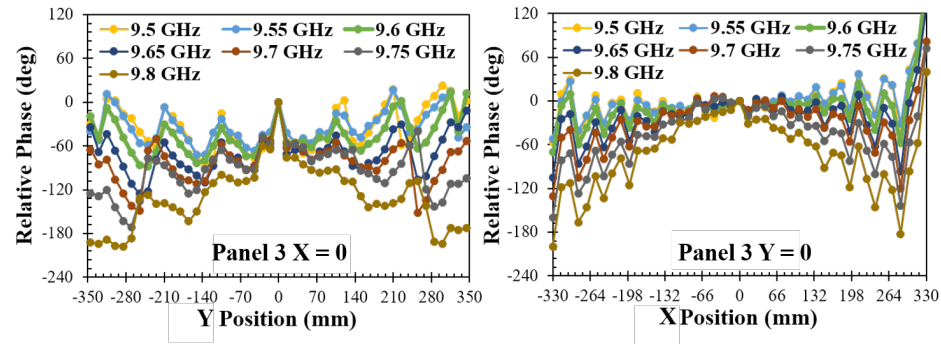 120
60
0
-60
-120
-180
-240
Relative Phase (deg)
9.5 GHz 9.55 GHz 9.6 GHz
9.65 GHz 9.7 GHz 9.75 GHz
9.8 GHz
Panel 3 X = 0
-350 -280 -210 -140 -70 0 70 140 210 280 350
Y Position (mm)
120
60
0
-60
-120
-180
-240
Relative Phase (deg)
9.5 GHz 9.55 GHz 9.6 GHz
9.65 GHz 9.7 GHz 9.75 GHz
9.8 GHz
Panel 3 Y = 0
-330 -264 -198 -132 -66 0 66 132 198 264 330
X Position (mm)